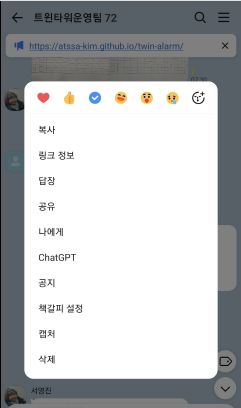 트윈타워운영팀 72
https://atssa-kim.github.io/twin-alarm/
복사
링크 정보
답장
공유
나에게
ChatGPT
공지
책갈피 설정
캡처
삭제
서명진